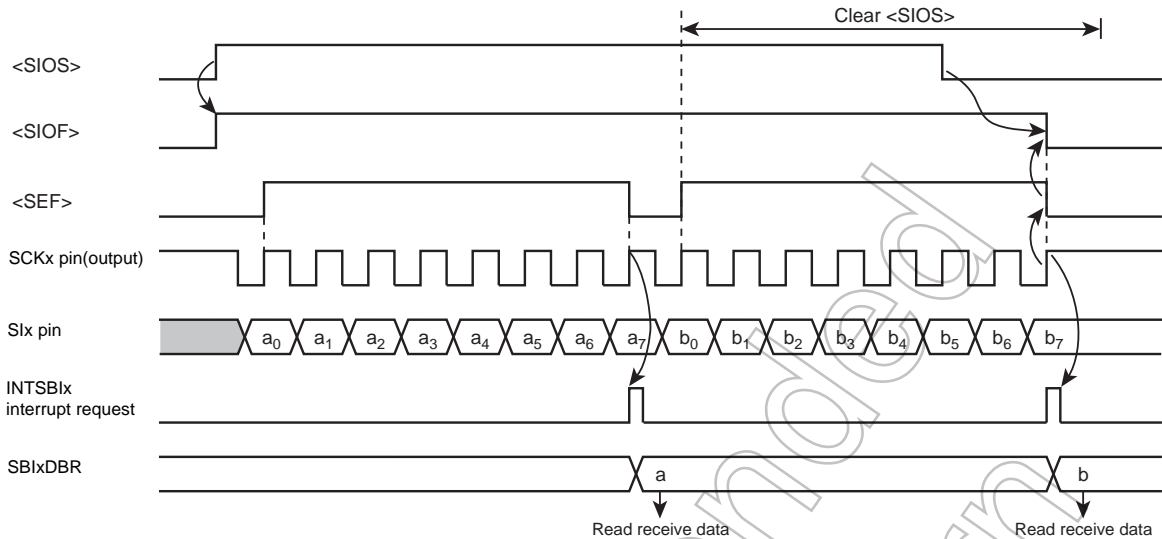 Clear <SIOS>
<SIOS>
<SIOF>
<SEF>
SCKx pin(output)
SIx pin
a0 a1 a2 a3 a4 a5 a6 a7 b0 b1 b2 b3 b4 b5 b6 b7
INTSBIx
interrupt request
SBIxDBR
a b
Read receive data Read receive data